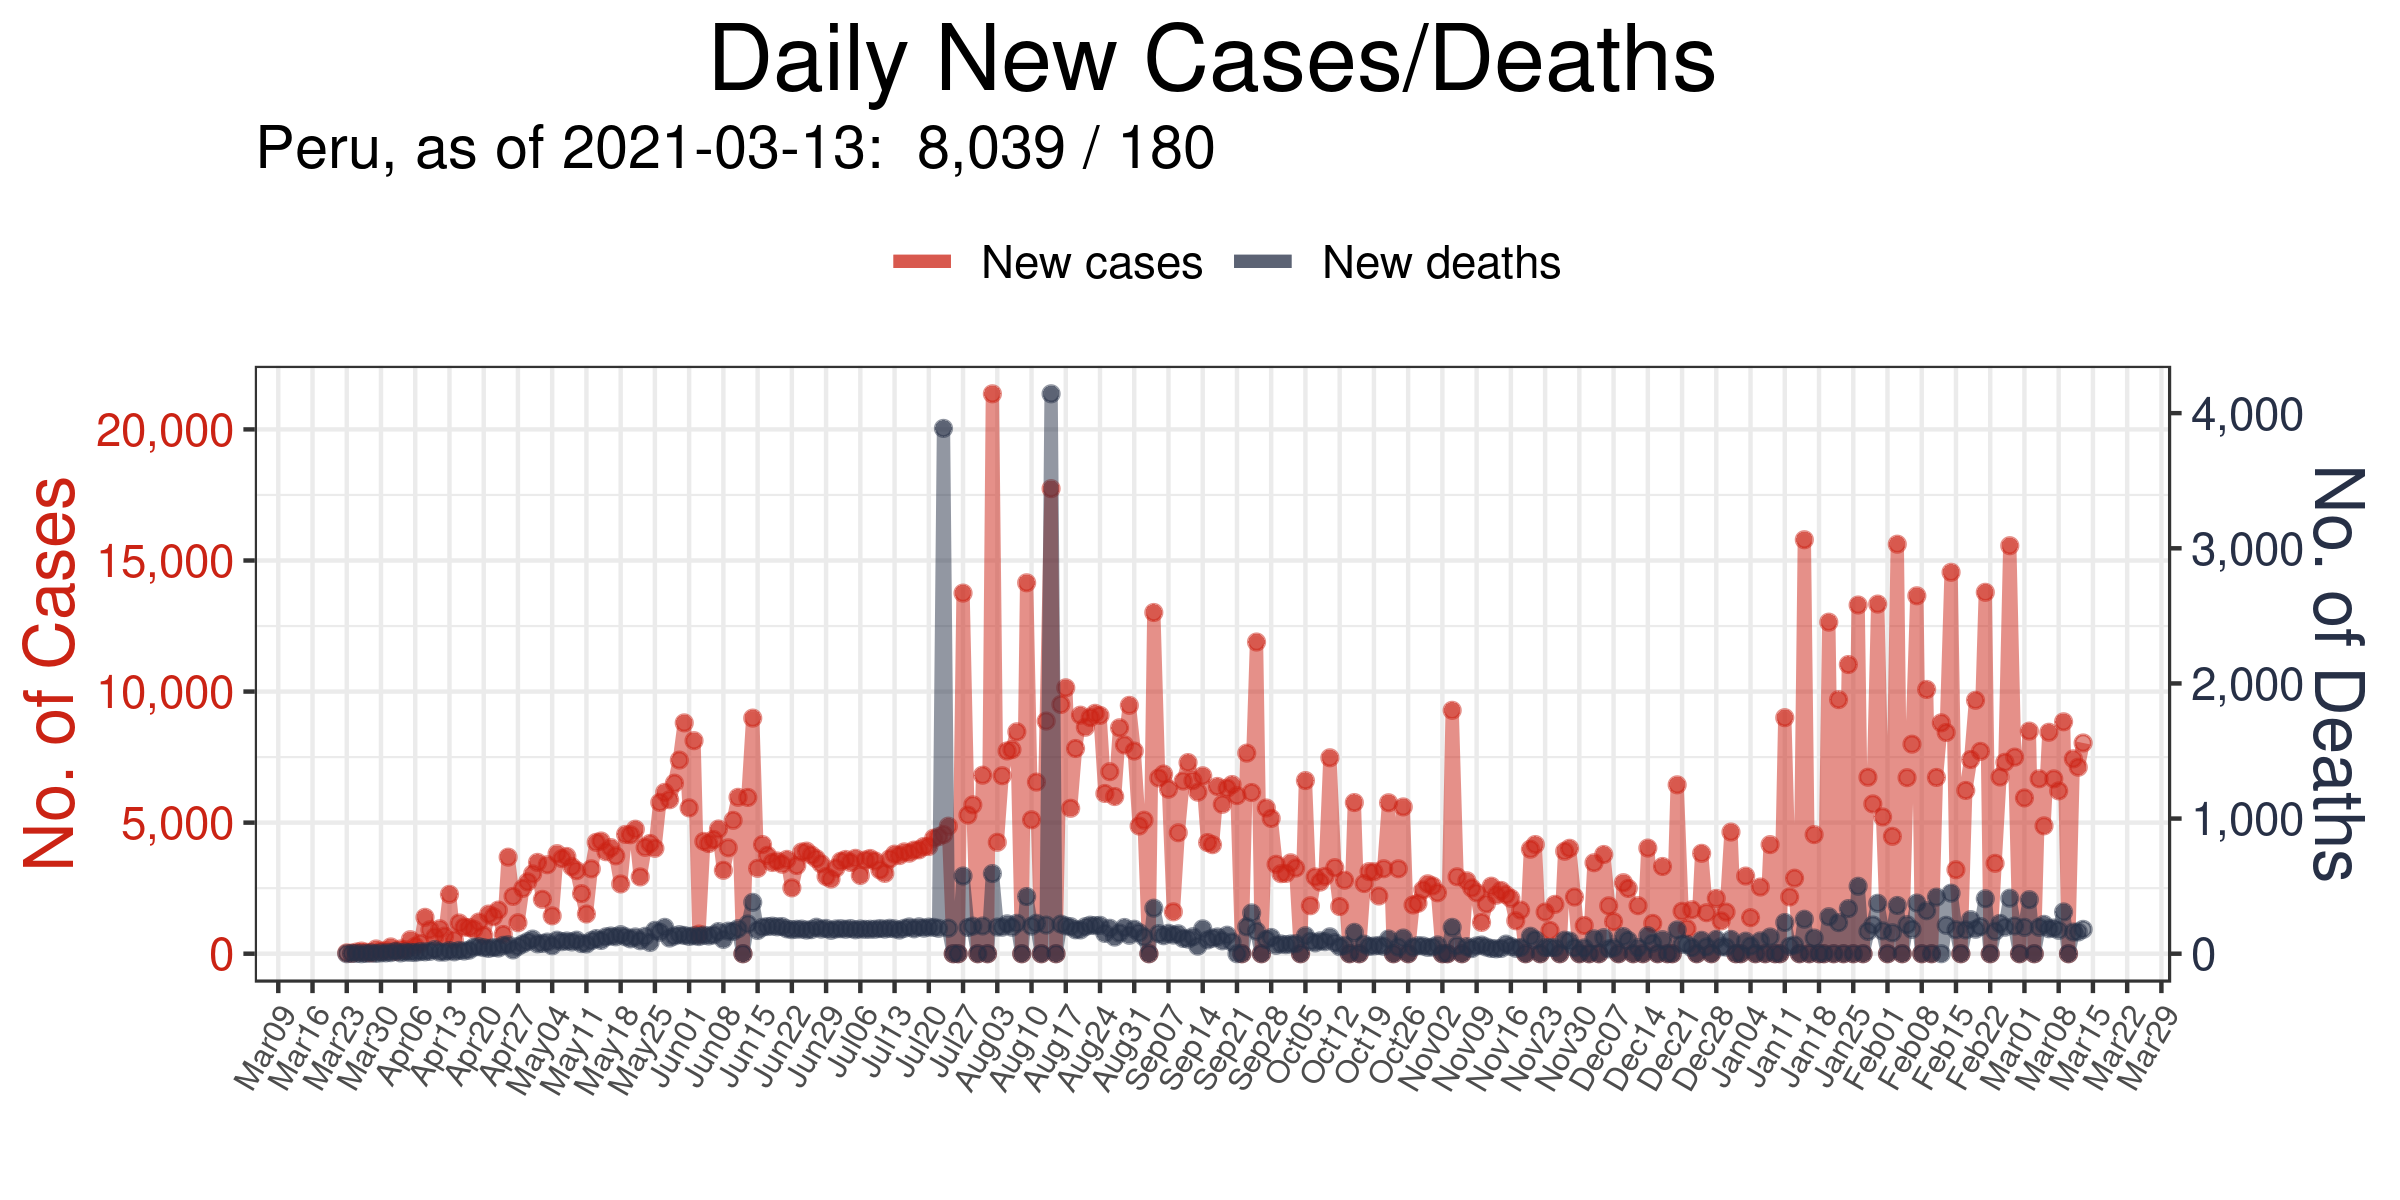 Daily New Cases/Deaths
Peru, as of 2021-03-13:  8,039 / 180
New cases
New deaths
No. of Cases
20,000
15,000
10,000
5,000
0
4,000
3,000
2,000
1,000
0
No. of Deaths
Mar09
Mar16
Mar23
Mar30
Apr06
Apr13
Apr20
Apr27
May04
May11
May18
May25
Jun01
Jun08
Jun15
Jun22
Jun29
Jul06
Jul13
Jul20
Jul27
Aug03
Aug10
Aug17
Aug24
Aug31
Sep07
Sep14
Sep21
Sep28
Oct05
Oct12
Oct19
Oct26
Nov02
Nov09
Nov16
Nov23
Nov30
Dec07
Dec14
Dec21
Dec28
Jan04
Jan11
Jan18
Jan25
Feb01
Feb08
Feb15
Feb22
Mar01
Mar08
Mar15
Mar22
Mar29